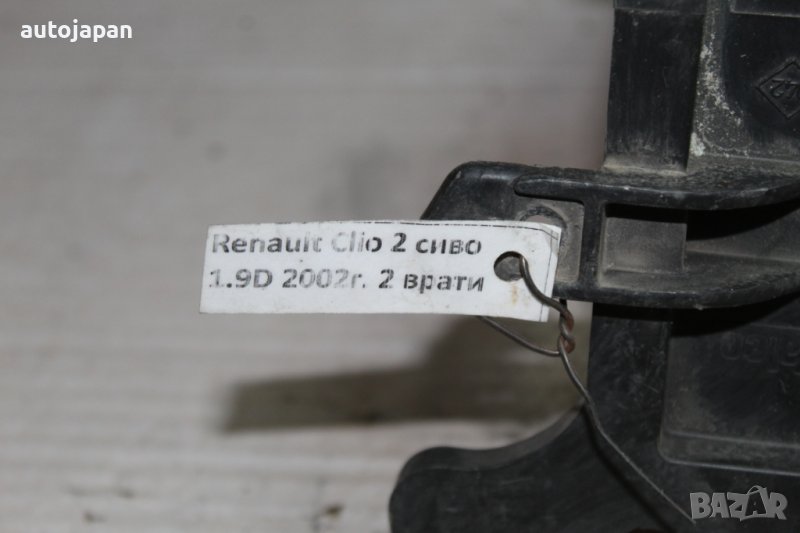 autojapan
Renault Clio 2 сиво
1.9D 2002г. 2 врати
BAZAR